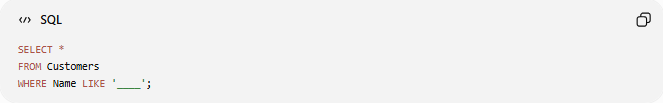 SQL
SELECT *
FROM Customers
WHERE Name LIKE '____';